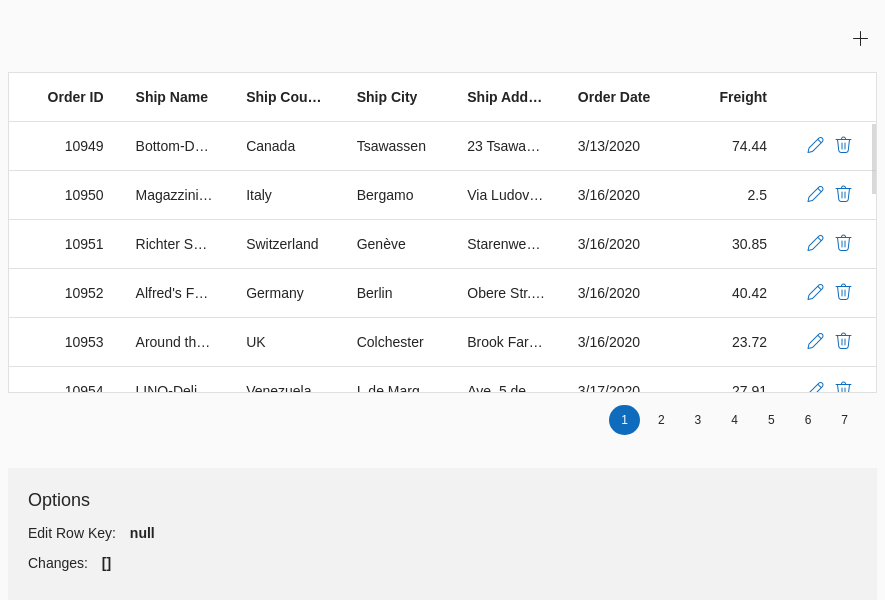 Order ID Ship Name Ship Cou… Ship City Ship Add… Order Date Freight
10949 Bottom-D… Canada Tsawassen 23 Tsawa… 3/13/2020 74.44
10950 Magazzini… Italy Bergamo Via Ludov… 3/16/2020 2.5
10951 Richter S… Switzerland Genève Starenwe… 3/16/2020 30.85
10952 Alfred's F… Germany Berlin Obere Str.… 3/16/2020 40.42
10953 Around th… UK Colchester Brook Far… 3/16/2020 23.72
10954 LINO-Deli… Venezuela I. de Marg… Ave. 5 de… 3/17/2020 27.91
1 2 3 4 5 6 7
Options
Edit Row Key: null
Changes: []